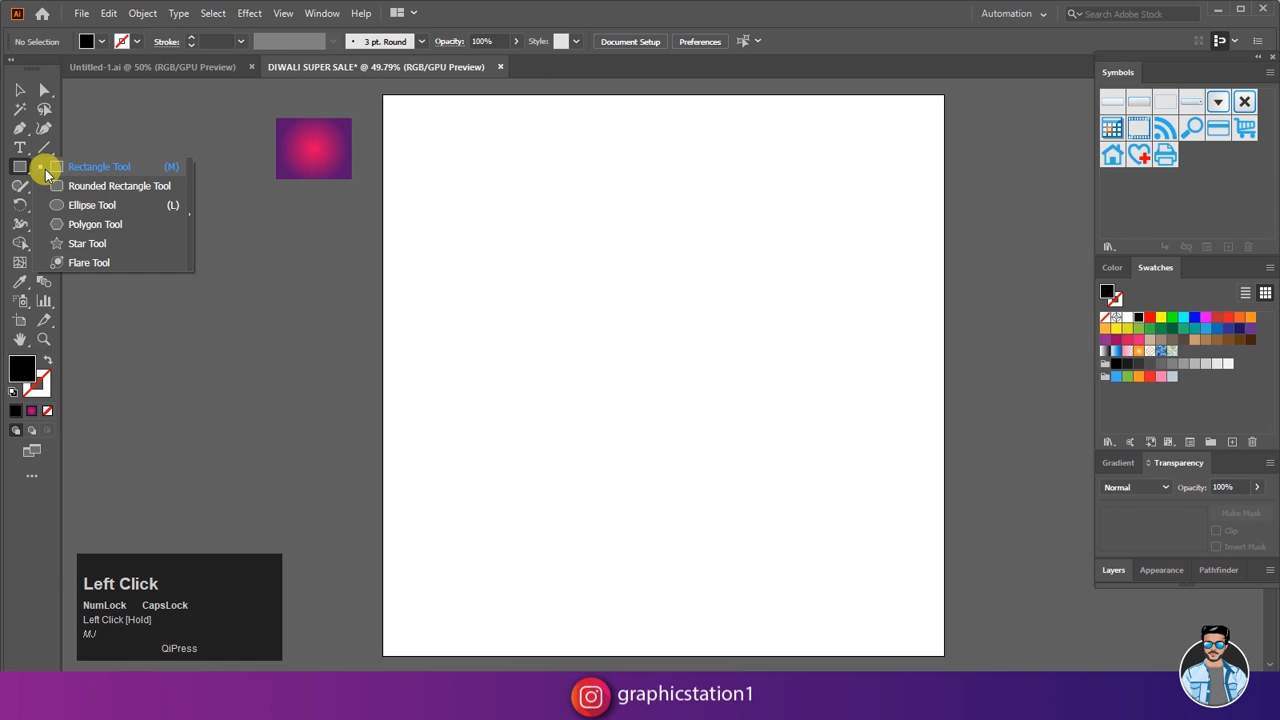 Ai File Edit Object Type Select Effect View Window Help Automation Search Adobe Stock
No Selection Stroke: 3 pt. Round Opacity: 100% Style: Document Setup Preferences
Untitled-1.ai @ 50% (RGB/GPU Preview) DIWALI SUPER SALE* @ 49.79% (RGB/GPU Preview)
Symbols
Rectangle Tool (M)
Rounded Rectangle Tool
Ellipse Tool (L)
Polygon Tool
Star Tool
Flare Tool
Color Swatches
Gradient Transparency
Normal Opacity: 100%
Make Mask
Clip
Invert Mask
Layers Appearance Pathfinder
Left Click
NumLock CapsLock
Left Click [Hold]
QiPress
graphicstation1